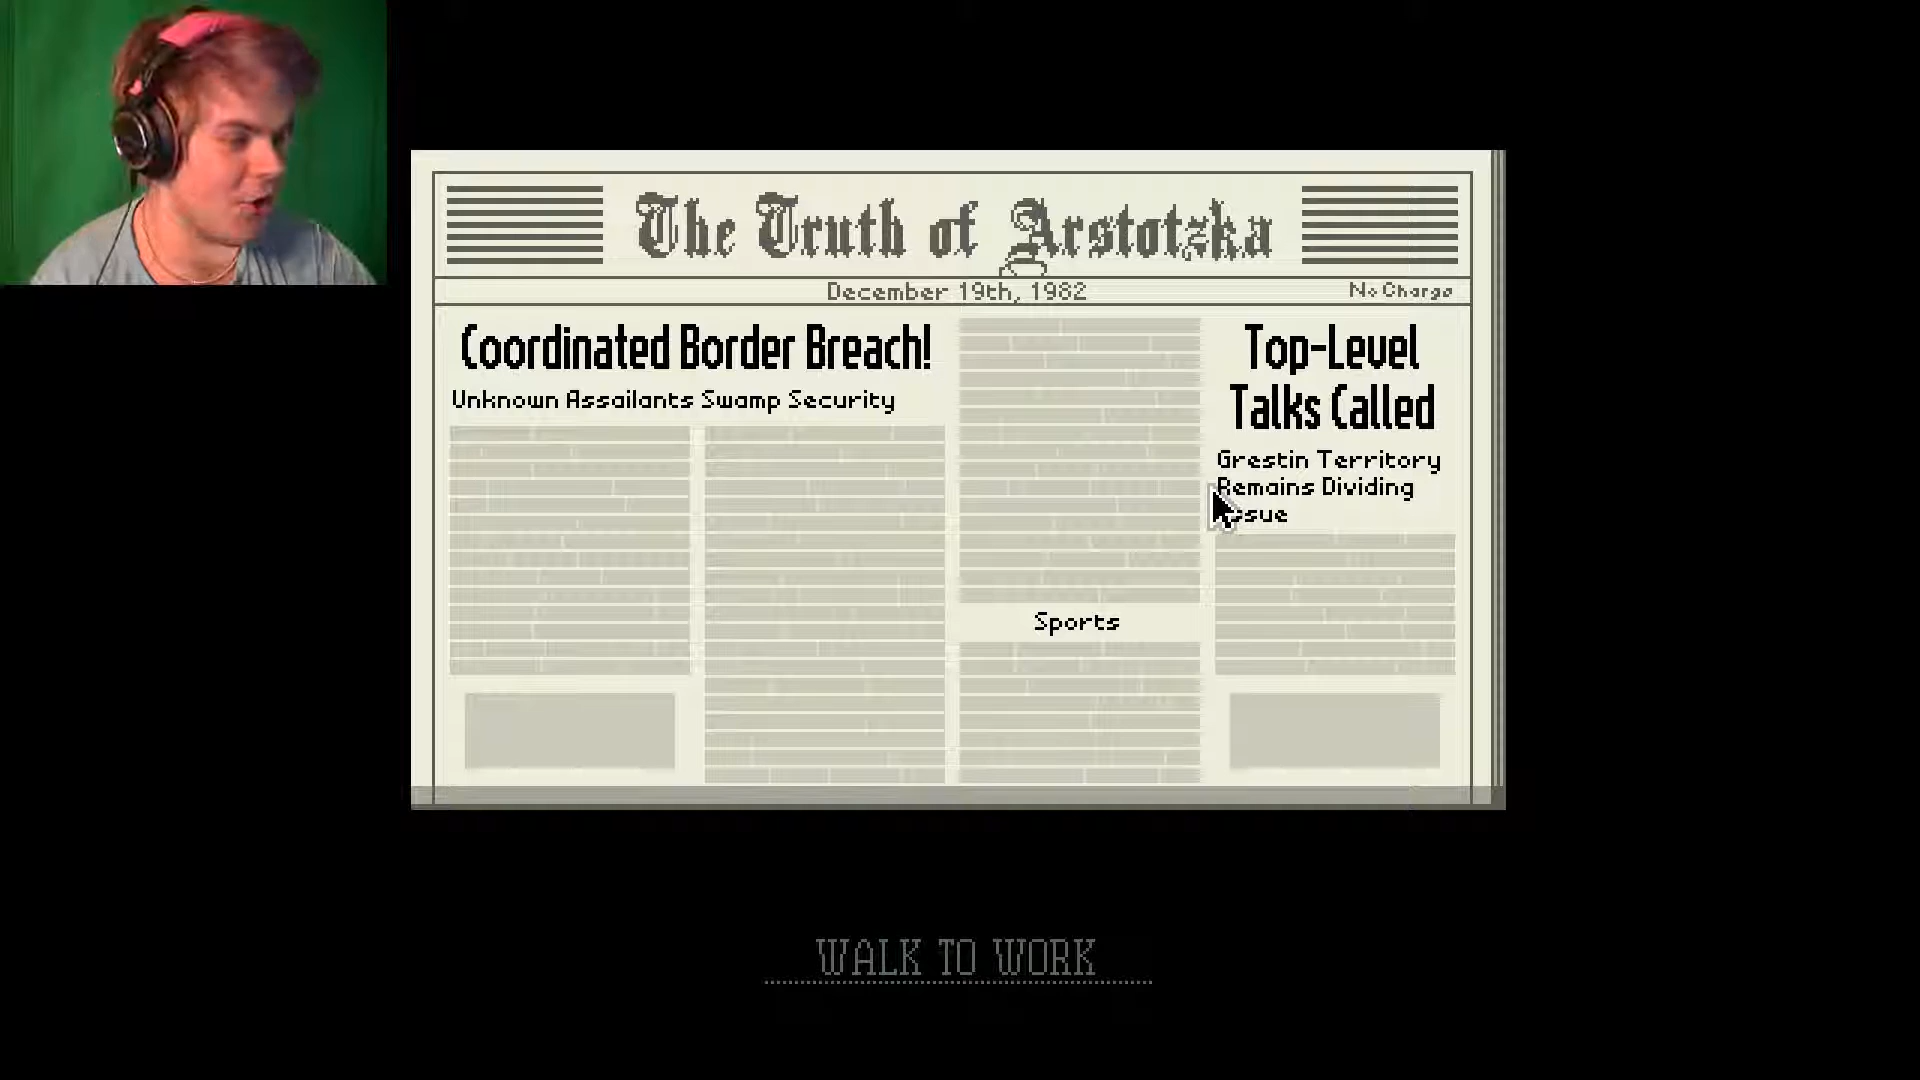 The Truth of Arstotzka
December 19th, 1982
No Charge
Coordinated Border Breach!
Unknown Assailants Swamp Security
Top-Level
Talks Called
Grestin Territory
Remains Dividing
Issue
Sports
WALK TO WORK